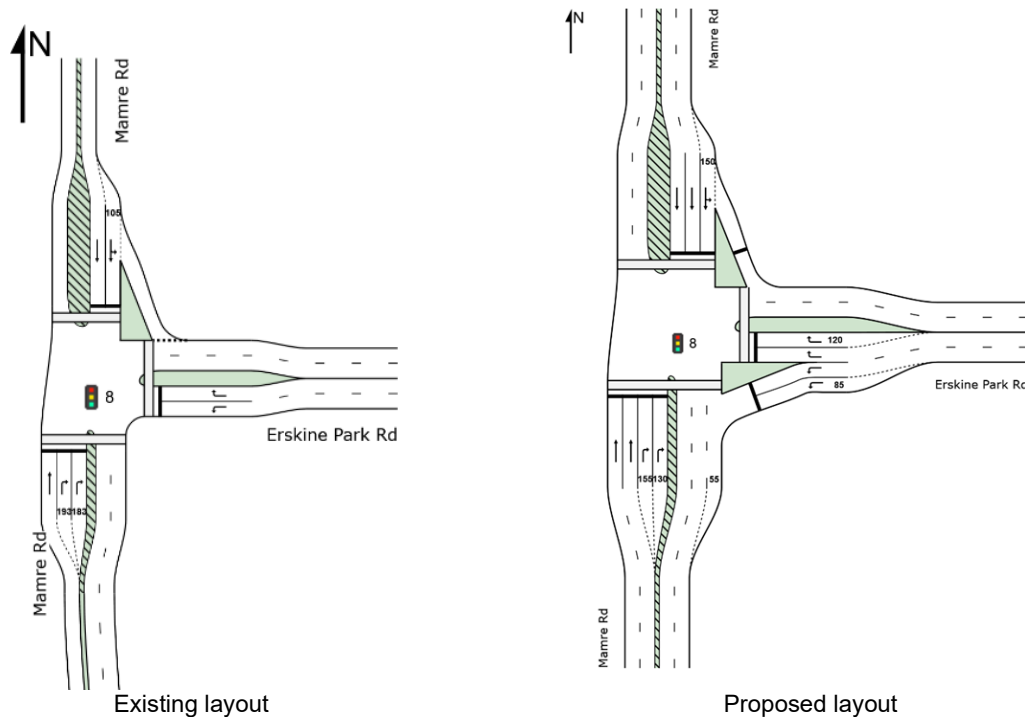 N
Mamre Rd
105
8
Erskine Park Rd
193 183
Mamre Rd
Existing layout
N
Mamre Rd
150
8
120
85
Erskine Park Rd
155 130
55
Mamre Rd
Proposed layout